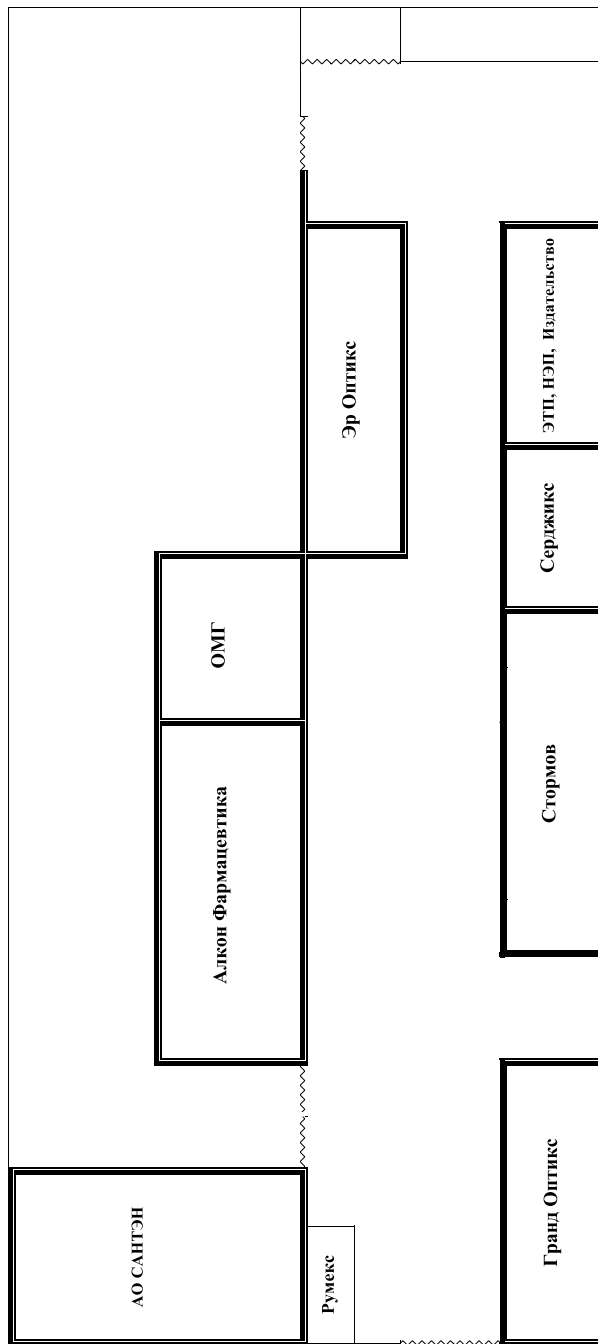 ЭТП, НЭП, Издательство
Эр Оптикс
Серджикс
ОМГ
Стормов
Алкон Фармацевтика
Гранд Оптикс
АО САНТЭН
Румекс